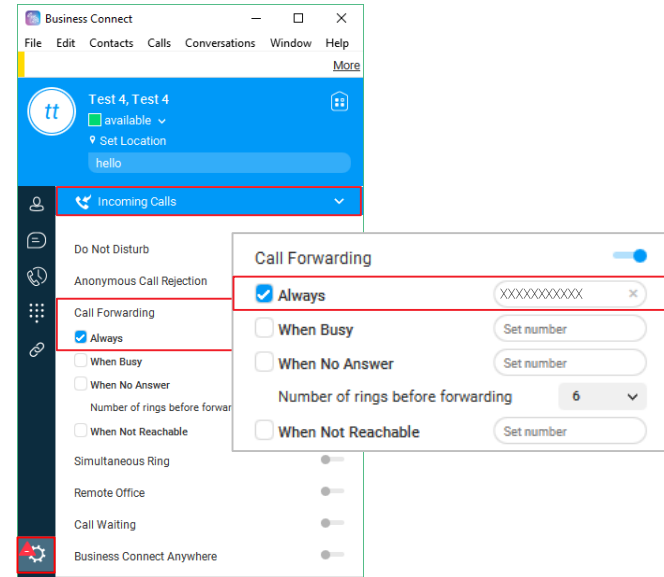 Business Connect
File Edit Contacts Calls Conversations Window Help
More
tt
Test 4, Test 4
available
Set Location
hello
Incoming Calls
Do Not Disturb
Anonymous Call Rejection
Call Forwarding
Always
When Busy
When No Answer
Number of rings before forwar
When Not Reachable
Simultaneous Ring
Remote Office
Call Waiting
Business Connect Anywhere
Call Forwarding
Always XXXXXXXXXXX
When Busy Set number
When No Answer Set number
Number of rings before forwarding 6
When Not Reachable Set number